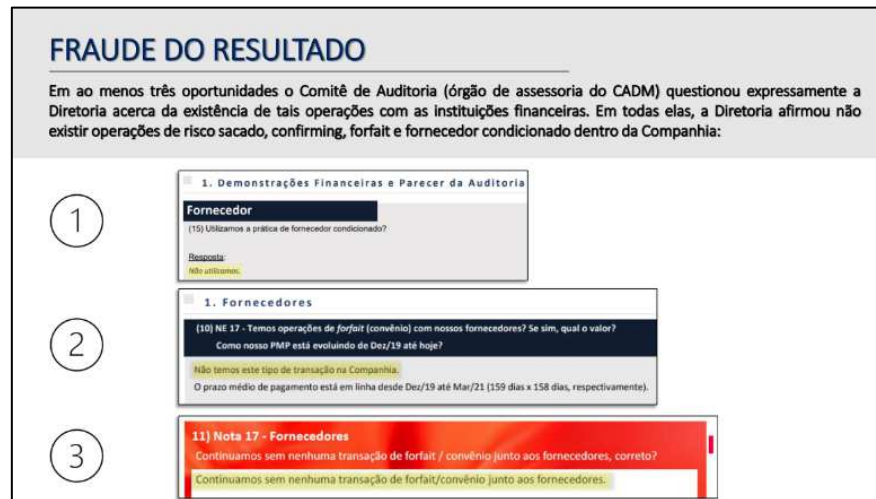 FRAUDE DO RESULTADO
Em ao menos três oportunidades o Comitê de Auditoria (órgão de assessoria do CADM) questionou expressamente a
Diretoria acerca da existência de tais operações com as instituições financeiras. Em todas elas, a Diretoria afirmou não
existir operações de risco sacado, confirming, forfait e fornecedor condicionado dentro da Companhia:
1
1. Demonstrações Financeiras e Parecer da Auditoria
Fornecedor
(15) Utilizamos a prática de fornecedor condicionado?
Resposta:
Não utilizamos.
2
1. Fornecedores
(10) NE 17 - Temos operações de forfait (convênio) com nossos fornecedores? Se sim, qual o valor?
Como nosso PMP está evoluindo de Dez/19 até hoje?
Não temos este tipo de transação na Companhia.
O prazo médio de pagamento está em linha desde Dez/19 até Mar/21 (159 dias x 158 dias, respectivamente).
3
11) Nota 17 - Fornecedores
Continuamos sem nenhuma transação de forfait / convênio junto aos fornecedores, correto?
Continuamos sem nenhuma transação de forfait/convênio junto aos fornecedores.